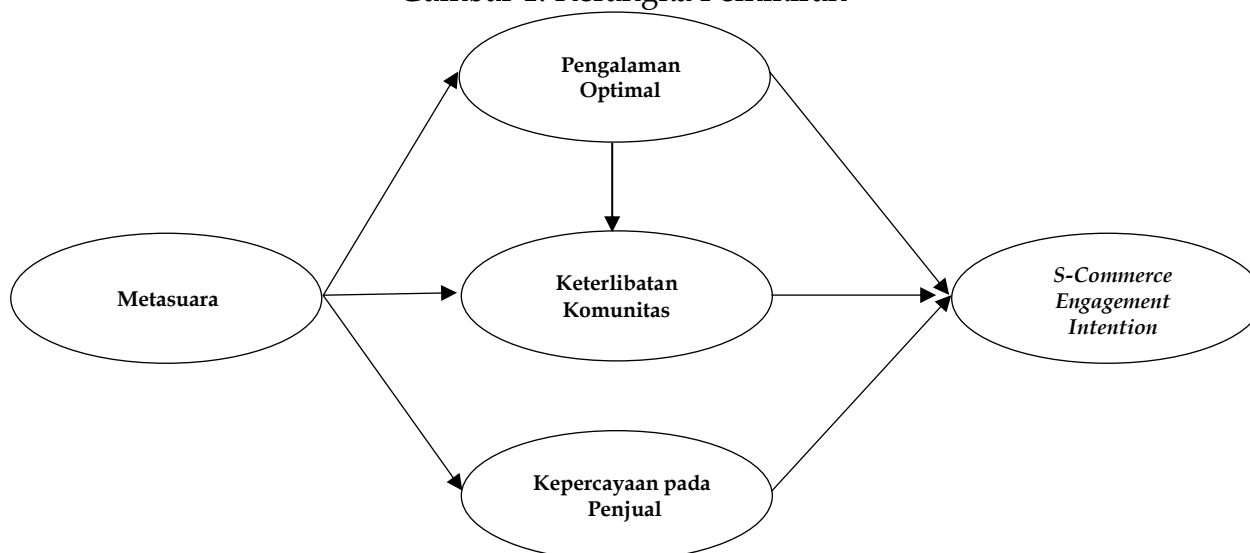 Pengalaman
Optimal
Metasuara
Keterlibatan
Komunitas
S-Commerce
Engagement
Intention
Kepercayaan pada
Penjual